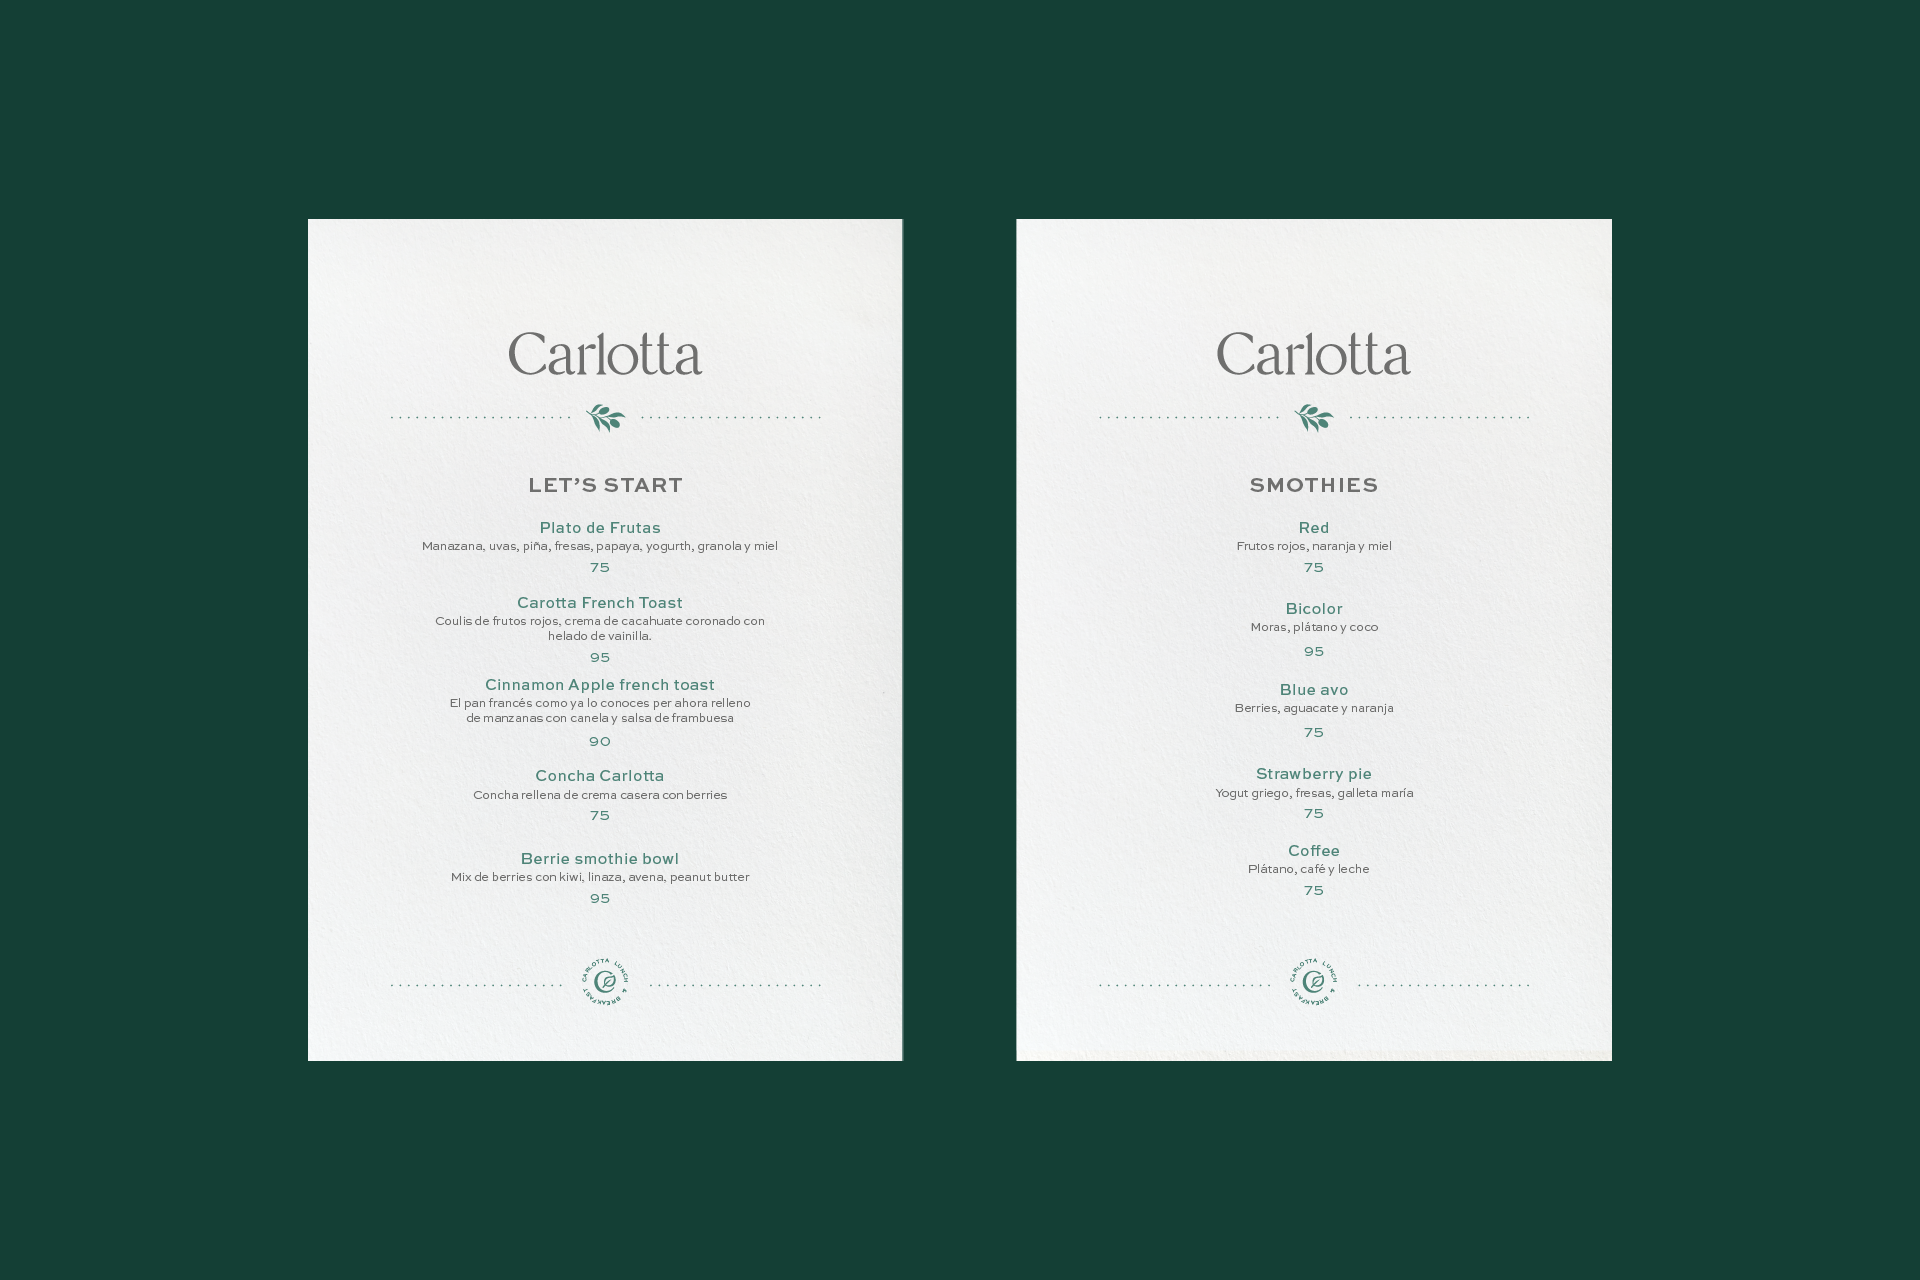 Carlotta
LET'S START
Plato de Frutas
Manazana, uvas, piña, fresas, papaya, yogurth, granola y miel
75
Carotta French Toast
Coulis de frutos rojos, crema de cacahuate coronado con
helado de vainilla.
95
Cinnamon Apple french toast
El pan francés como ya lo conoces per ahora relleno
de manzanas con canela y salsa de frambuesa
90
Concha Carlotta
Concha rellena de crema casera con berries
75
Berrie smothie bowl
Mix de berries con kiwi, linaza, avena, peanut butter
95
CARLOTTA LUNCH & BREAKFAST
Carlotta
SMOTHIES
Red
Frutos rojos, naranja y miel
75
Bicolor
Moras, plátano y coco
95
Blue avo
Berries, aguacate y naranja
75
Strawberry pie
Yogut griego, fresas, galleta maría
75
Coffee
Plátano, café y leche
75
CARLOTTA LUNCH & BREAKFAST